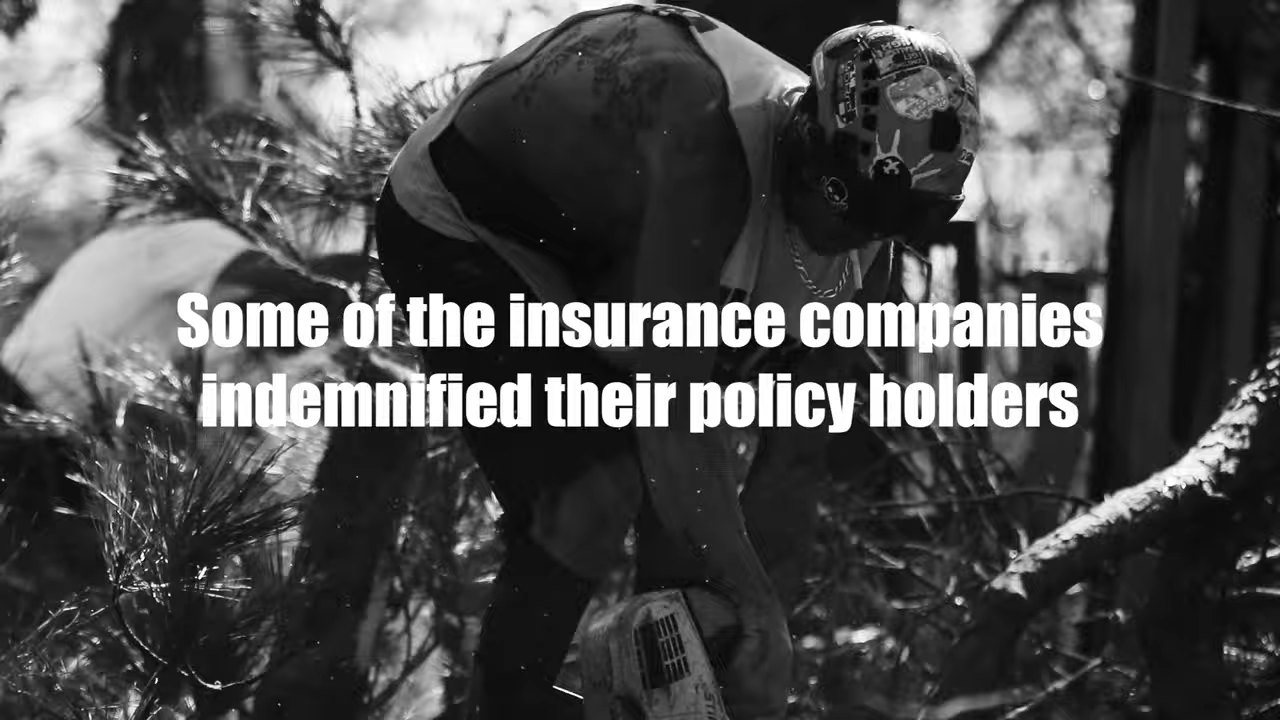 Some of the insurance companies
indemnified their policy holders